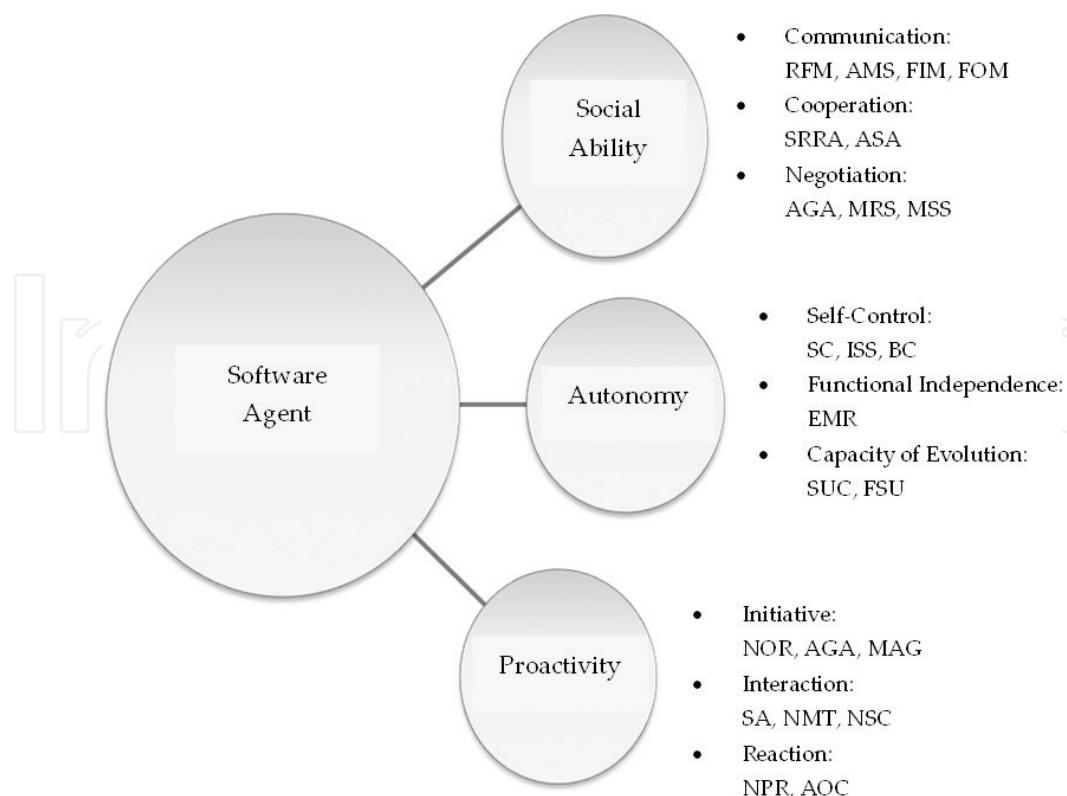 Software
Agent
Social
Ability
• Communication:
RFM, AMS, FIM, FOM
• Cooperation:
SRRA, ASA
• Negotiation:
AGA, MRS, MSS
Autonomy
• Self-Control:
SC, ISS, BC
• Functional Independence:
EMR
• Capacity of Evolution:
SUC, FSU
Proactivity
• Initiative:
NOR, AGA, MAG
• Interaction:
SA, NMT, NSC
• Reaction:
NPR, AOC